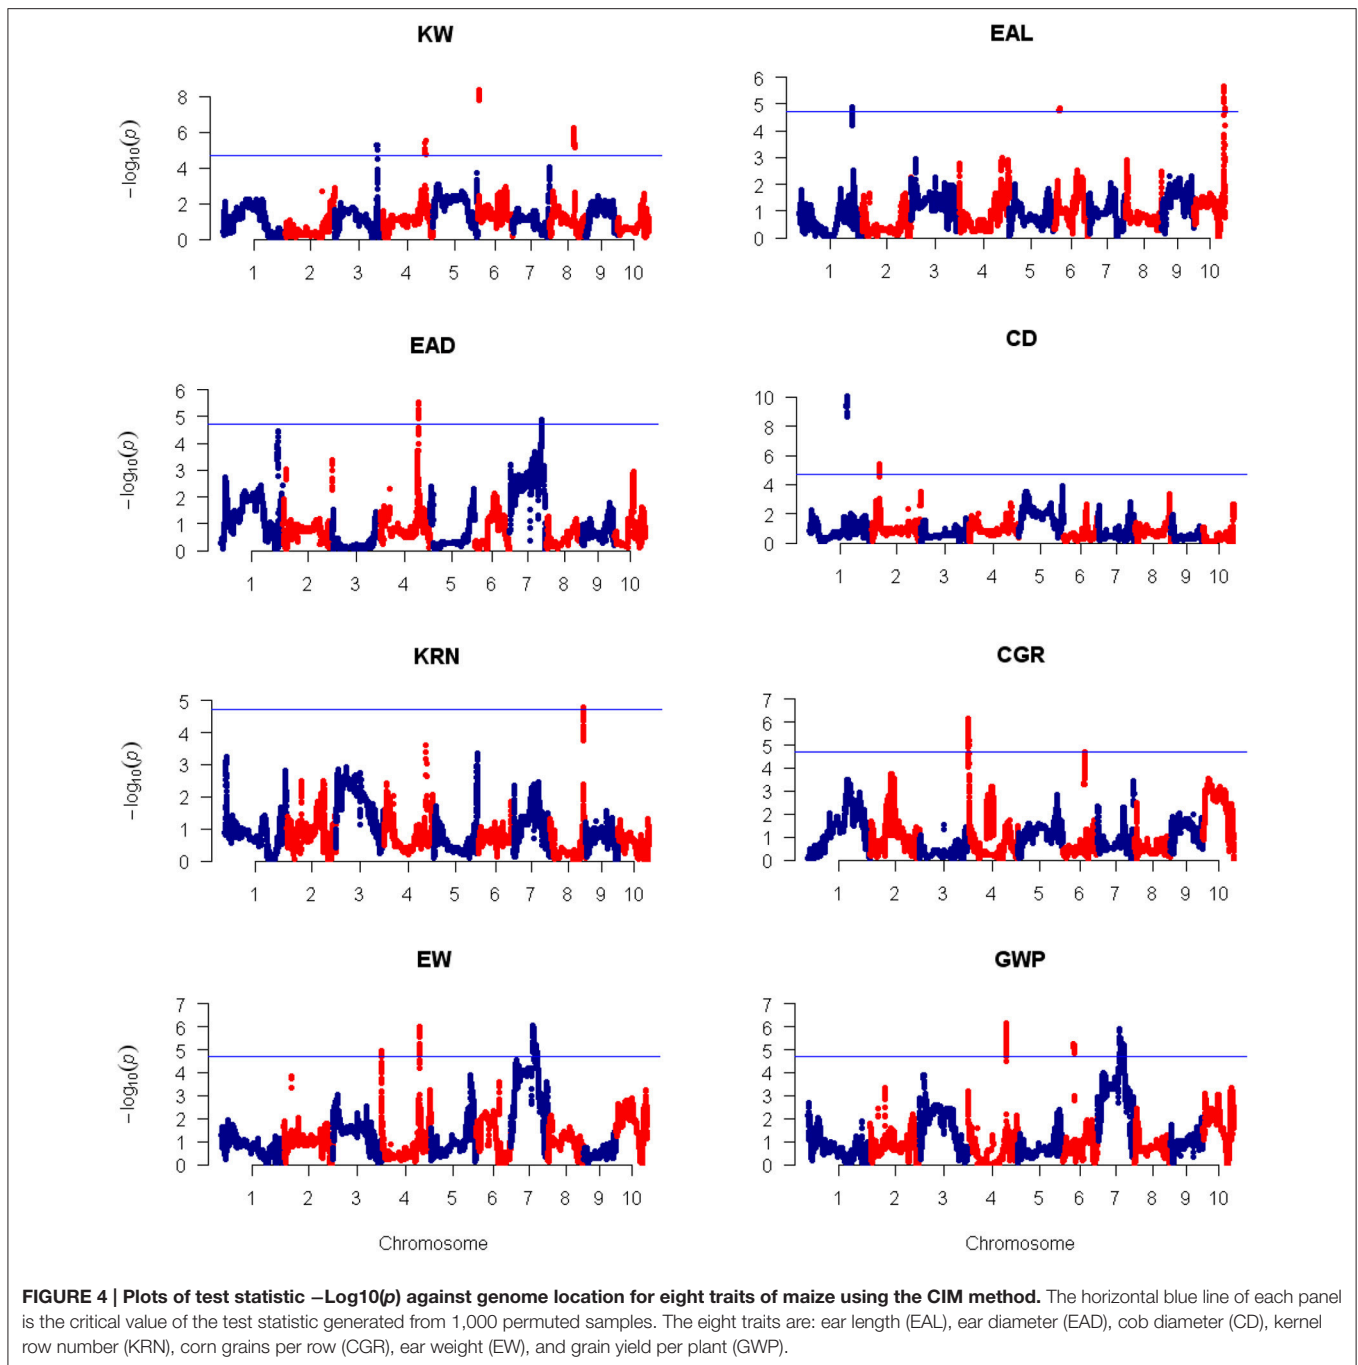 KW
8
6
4
2
0
−log10(p)
1 2 3 4 5 6 7 8 9 10
EAL
6
5
4
3
2
1
0
1 2 3 4 5 6 7 8 9 10
EAD
6
5
4
3
2
1
0
−log10(p)
1 2 3 4 5 6 7 8 9 10
CD
10
8
6
4
2
0
1 2 3 4 5 6 7 8 9 10
KRN
5
4
3
2
1
0
−log10(p)
1 2 3 4 5 6 7 8 9 10
CGR
7
6
5
4
3
2
1
0
1 2 3 4 5 6 7 8 9 10
EW
7
6
5
4
3
2
1
0
−log10(p)
1 2 3 4 5 6 7 8 9 10
Chromosome
GWP
7
6
5
4
3
2
1
0
1 2 3 4 5 6 7 8 9 10
Chromosome
FIGURE 4 | Plots of test statistic −Log10(p) against genome location for eight traits of maize using the CIM method. The horizontal blue line of each panel
is the critical value of the test statistic generated from 1,000 permuted samples. The eight traits are: ear length (EAL), ear diameter (EAD), cob diameter (CD), kernel
row number (KRN), corn grains per row (CGR), ear weight (EW), and grain yield per plant (GWP).